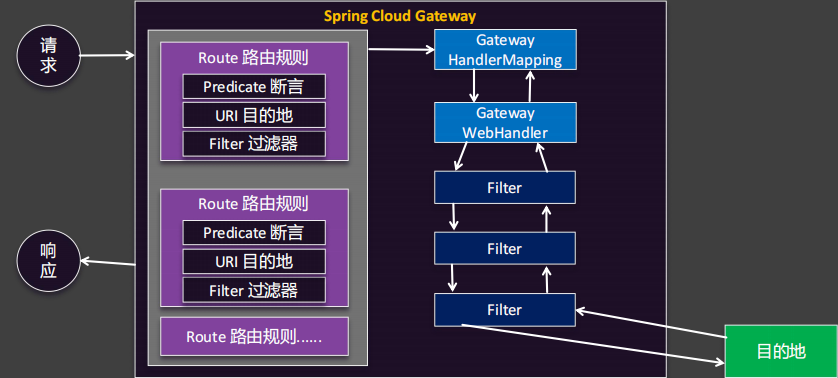 Spring Cloud Gateway
请
求
Route 路由规则
Predicate 断言
URI 目的地
Filter 过滤器
Route 路由规则
Predicate 断言
URI 目的地
Filter 过滤器
Route 路由规则......
响
应
Gateway
HandlerMapping
Gateway
WebHandler
Filter
Filter
Filter
目的地